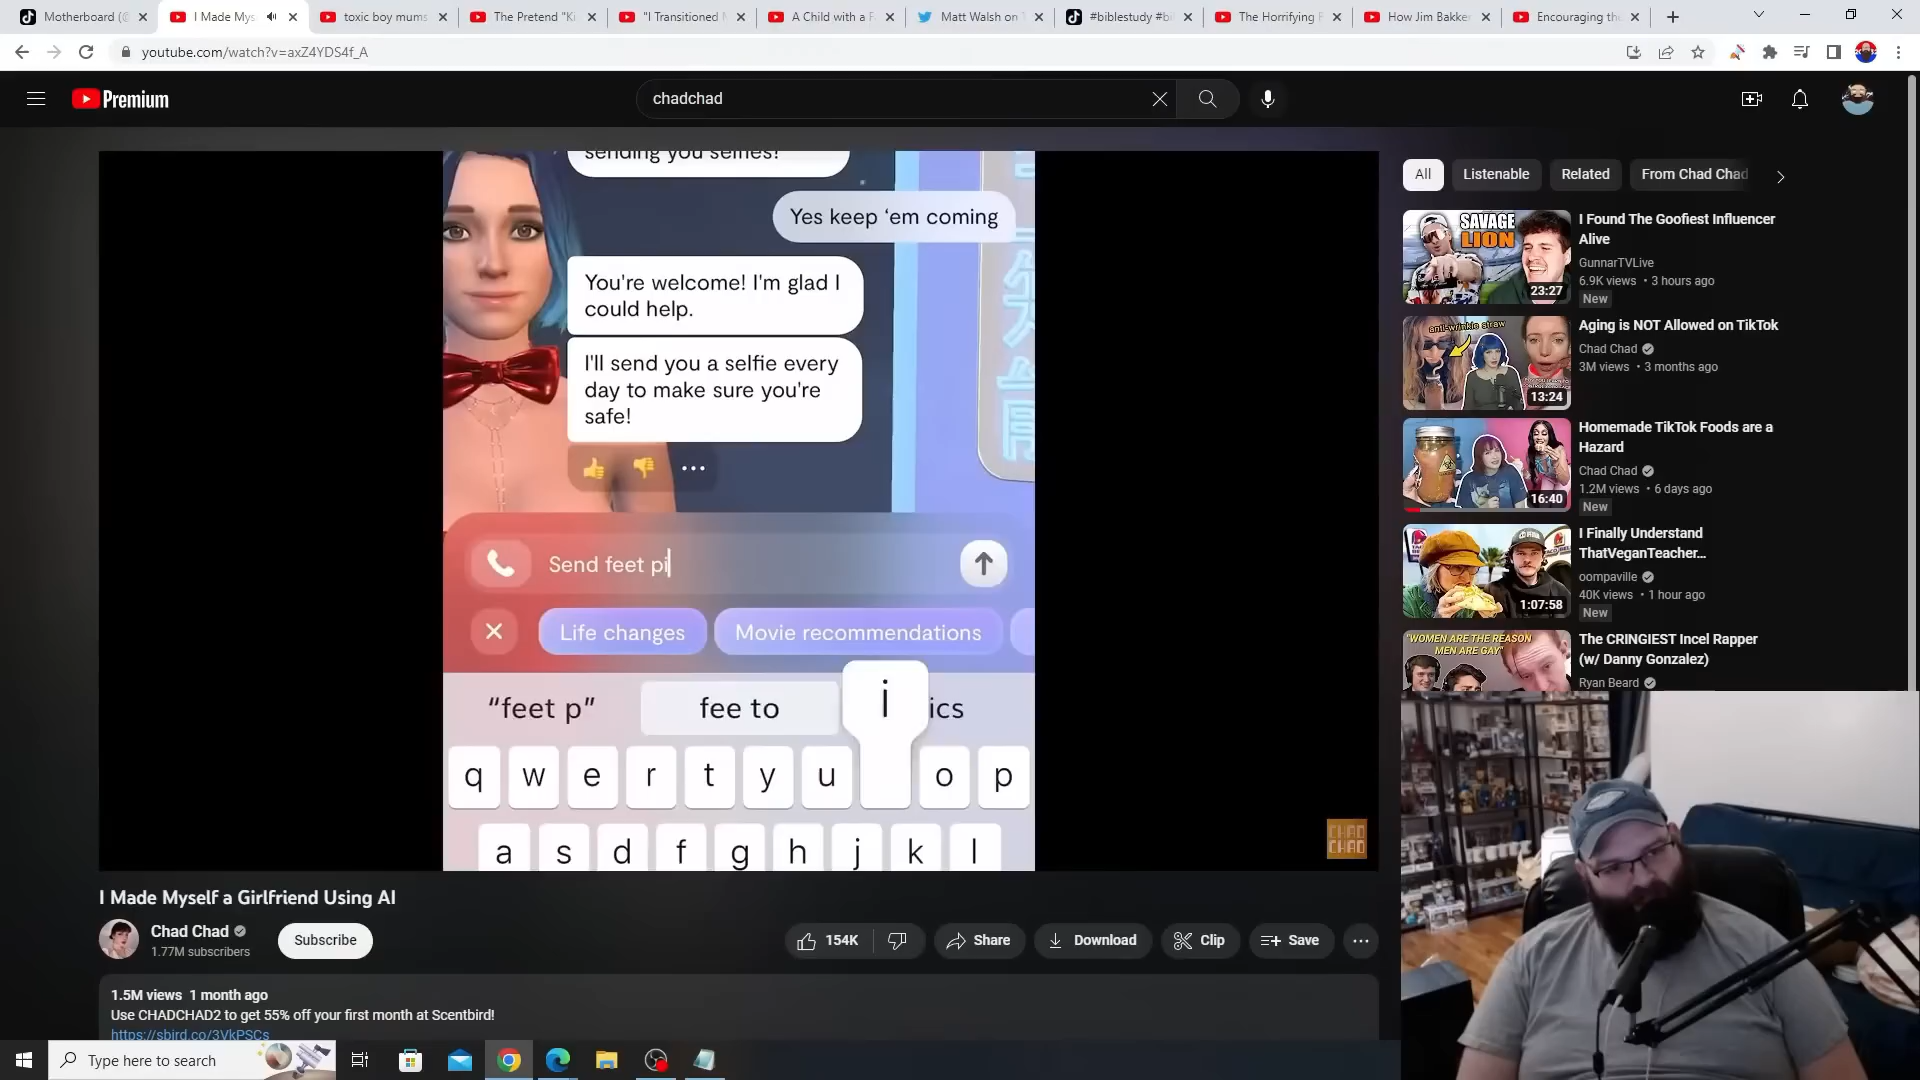 Motherboard (@
I Made Mys
toxic boy mums
The Pretend "Ki
"I Transitioned
A Child with a F
Matt Walsh on
#biblestudy #bi
The Horrifying
How Jim Bakker
Encouraging the
youtube.com/watch?v=axZ4YDS4f_A
Premium
chadchad
sending you selfies!
Yes keep ‘em coming
You're welcome! I'm glad I
could help.
I'll send you a selfie every
day to make sure you're
safe!
Send feet pi
Life changes
Movie recommendations
“feet p”
fee to
i
ics
q w e r t y u o p
a s d f g h j k l
CHAD
CHAD
I Made Myself a Girlfriend Using AI
Chad Chad
1.77M subscribers
Subscribe
154K
Share
Download
Clip
Save
1.5M views 1 month ago
Use CHADCHAD2 to get 55% off your first month at Scentbird!
https://sbird.co/3VkPSCs
All
Listenable
Related
From Chad Chad
SAVAGE
LION
23:27
I Found The Goofiest Influencer
Alive
GunnarTVLive
6.9K views • 3 hours ago
New
anti-wrinkle straw
13:24
Aging is NOT Allowed on TikTok
Chad Chad
3M views • 3 months ago
16:40
Homemade TikTok Foods are a
Hazard
Chad Chad
1.2M views • 6 days ago
New
1:07:58
I Finally Understand
ThatVeganTeacher...
oompaville
40K views • 1 hour ago
New
"WOMEN ARE THE REASON
MEN ARE GAY"
The CRINGIEST Incel Rapper
(w/ Danny Gonzalez)
Ryan Beard
Type here to search